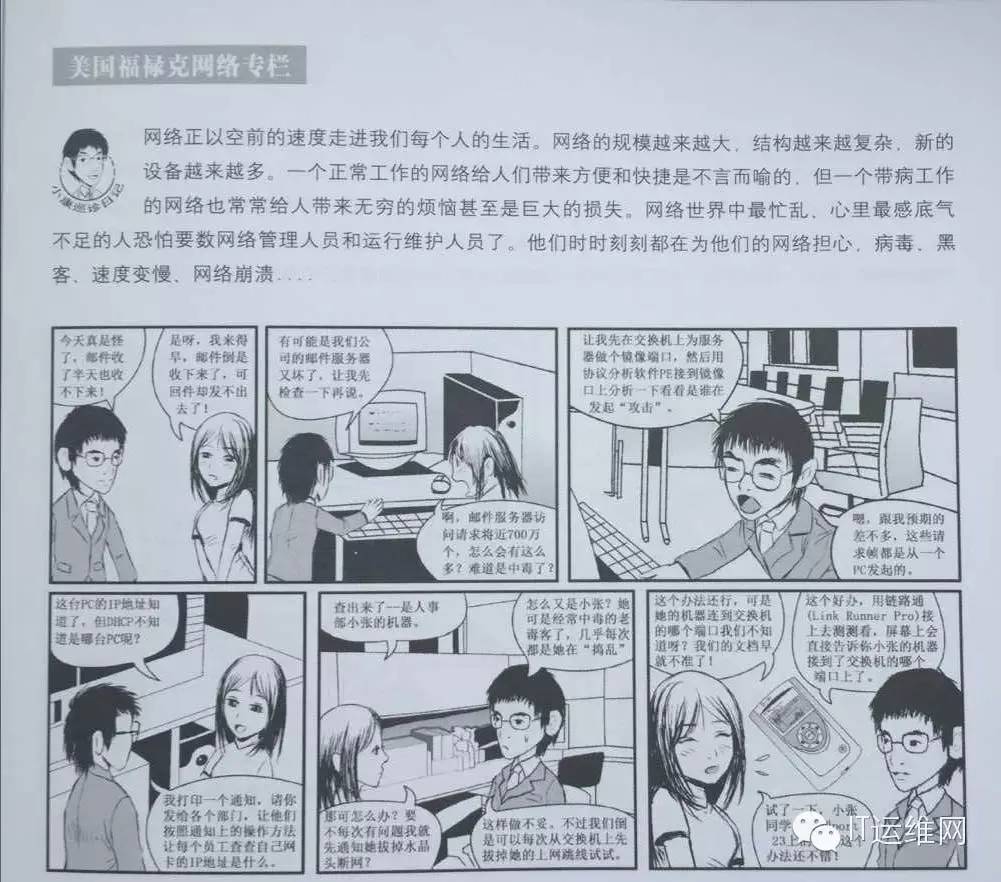 美国福禄克网络专栏
小康巡诊日记
网络正以空前的速度走进我们每个人的生活。网络的规模越来越大、结构越来越复杂、新的
设备越来越多。一个正常工作的网络给人们带来方便和快捷是不言而喻的、但一个带病工作
的网络也常常给人带来无穷的烦恼甚至是巨大的损失。网络世界中最忙乱、心里最感底气
不足的人恐怕要数网络管理人员和运行维护人员了。他们时时刻刻都在为他们的网络担心、病毒、黑
客、速度变慢、网络崩溃....
今天真是怪
了，邮件收
了半天也收
不下来！
是呀，我来得
早，邮件倒是
收下来了，可
回件却发不出
去了！
有可能是我们公
司的邮件服务器
又坏了，让我先
检查一下再说。
啊，邮件服务器访
问请求将近700万
个，怎么会有这么
多？难道是中毒了？
让我先在交换机上为服务
器做个镜像端口，然后用
协议分析软件PE接到镜像
口上分析一下看看是谁在
发起“攻击”。
嗯，跟我预期的
差不多，这些请
求帧都是从一个
PC发起的。
这台PC的IP地址知
道了，但DHCP不知
道是哪台PC呢？
我打印一个通知，请你
发给各个部门，让他们
按照通知上的操作方法
让每个员工查查自己网
卡的IP地址是什么。
查出来了--是人事
部小张的机器。
怎么又是小张？她
可是经常中毒的老
毒客了，几乎每次
都是她在“捣乱”
那可怎么办？要
不每次有问题我就
先通知她拔掉水晶
头断网？
这样做不妥。不过我们倒
是可以每次从交换机上先
拔掉她的上网跳线试试。
这个办法还行，可是
她的机器连到交换机
的哪个端口我们不知
道呀？我们的文档早
就不准了！
这个好办，用链路通
(Link Runner Pro)接
上去测测看，屏幕上会
直接告诉你小张的机器
接到了交换机的哪个
端口上了。
试了一下，小张
同学
23上的 这个
办法还不错！
IT运维网